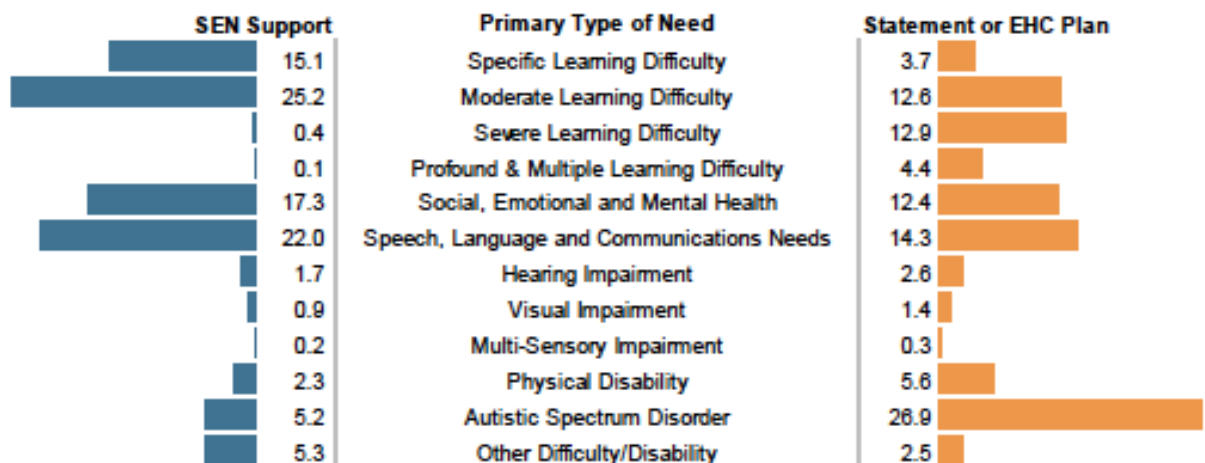 SEN Support Primary Type of Need Statement or EHC Plan
15.1 Specific Learning Difficulty 3.7
25.2 Moderate Learning Difficulty 12.6
0.4 Severe Learning Difficulty 12.9
0.1 Profound & Multiple Learning Difficulty 4.4
17.3 Social, Emotional and Mental Health 12.4
22.0 Speech, Language and Communications Needs 14.3
1.7 Hearing Impairment 2.6
0.9 Visual Impairment 1.4
0.2 Multi-Sensory Impairment 0.3
2.3 Physical Disability 5.6
5.2 Autistic Spectrum Disorder 26.9
5.3 Other Difficulty/Disability 2.5